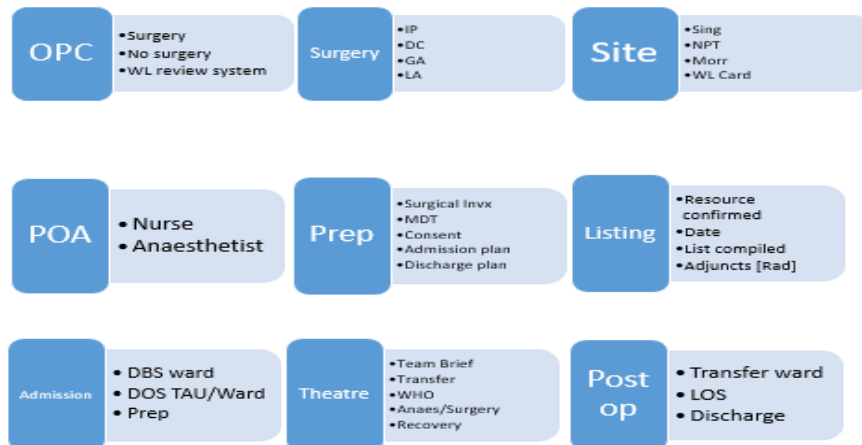 OPC
•Surgery
•No surgery
•WL review system
Surgery
•IP
•DC
•GA
•LA
Site
•Sing
•NPT
•Morr
•WL Card
POA
• Nurse
• Anaesthetist
Prep
•Surgical Invx
•MDT
•Consent
•Admission plan
•Discharge plan
Listing
•Resource
confirmed
•Date
•List compiled
•Adjuncts [Rad]
Admission
• DBS ward
• DOS TAU/Ward
• Prep
Theatre
•Team Brief
•Transfer
•WHO
•Anaes/Surgery
•Recovery
Post
op
• Transfer ward
• LOS
• Discharge